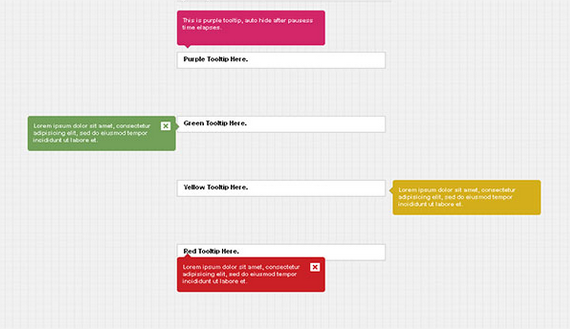 This is purple tooltip, auto hide after pausess
time elapses.
Purple Tooltip Here.
Lorem ipsum dolor sit amet, consectetur
adipisicing elit, sed do eiusmod tempor
incididunt ut labore et.
Green Tooltip Here.
Yellow Tooltip Here.
Lorem ipsum dolor sit amet, consectetur
adipisicing elit, sed do eiusmod tempor
incididunt ut labore et.
Red Tooltip Here.
Lorem ipsum dolor sit amet, consectetur
adipisicing elit, sed do eiusmod tempor
incididunt ut labore et.